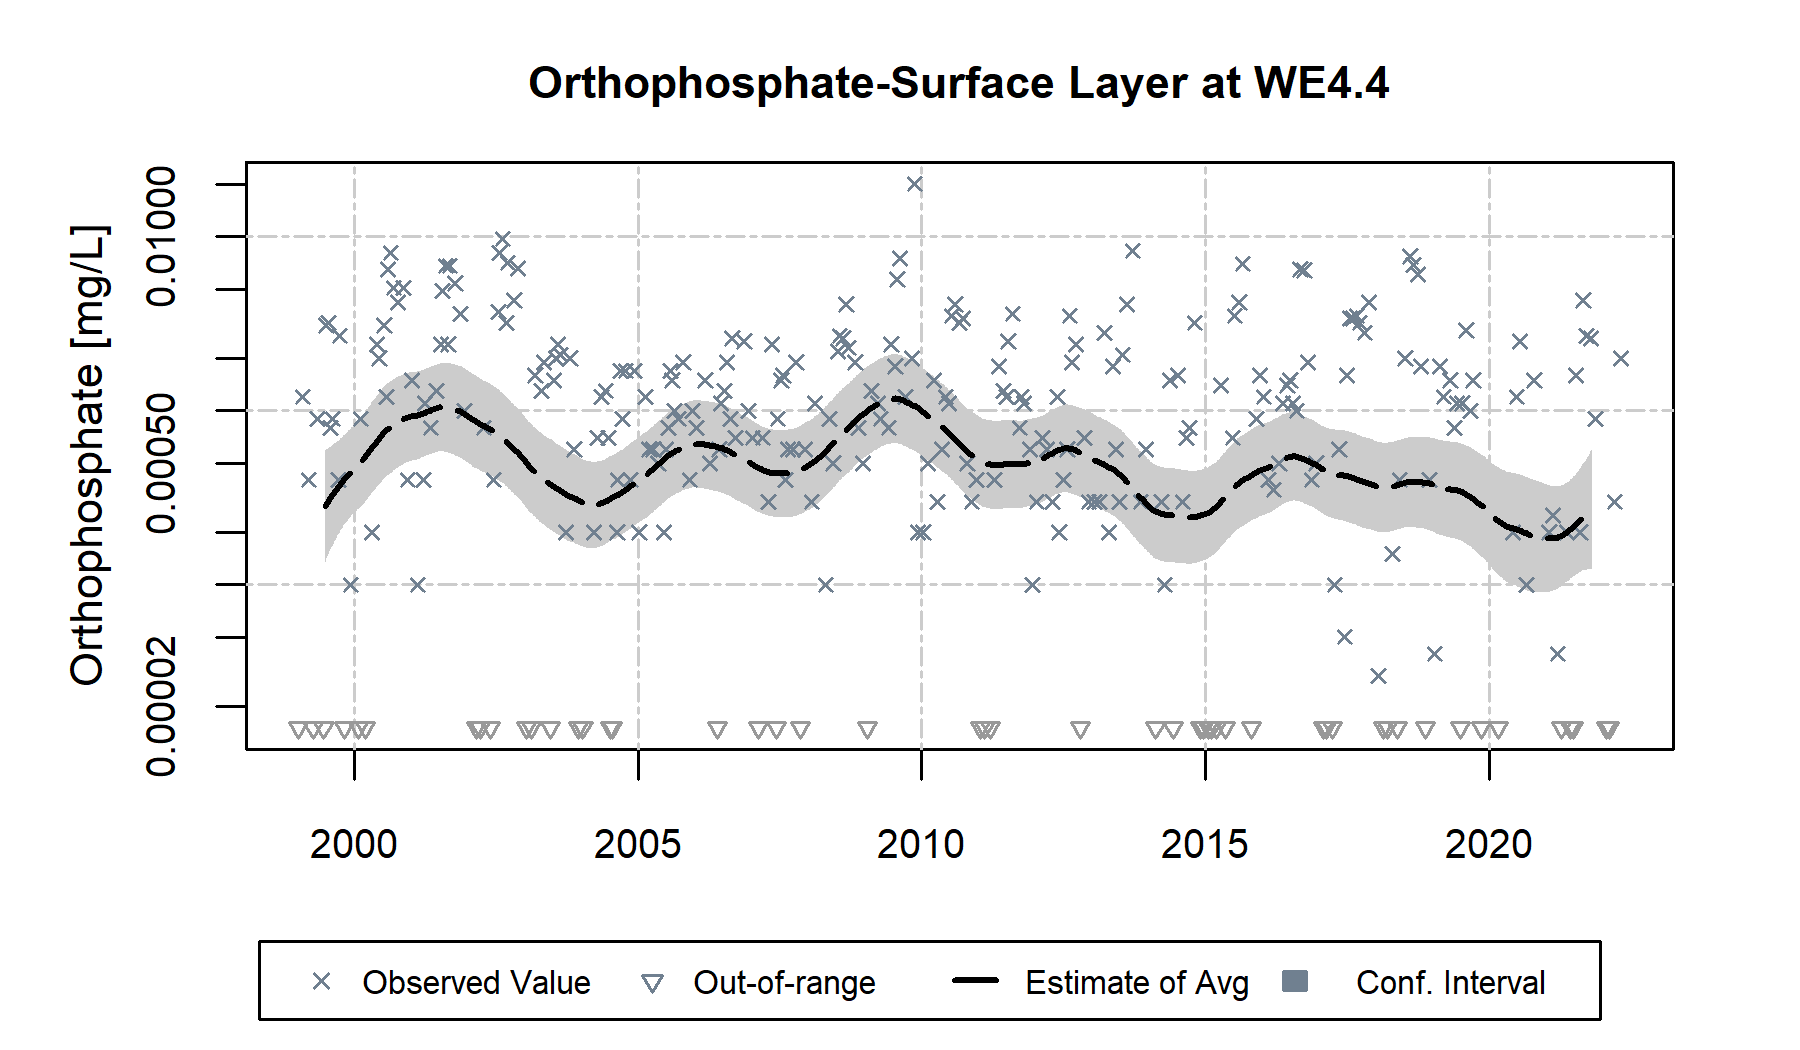 Orthophosphate-Surface Layer at WE4.4
Orthophosphate [mg/L]
0.01000
0.00050
0.00002
2000 2005 2010 2015 2020
Observed Value Out-of-range Estimate of Avg Conf. Interval